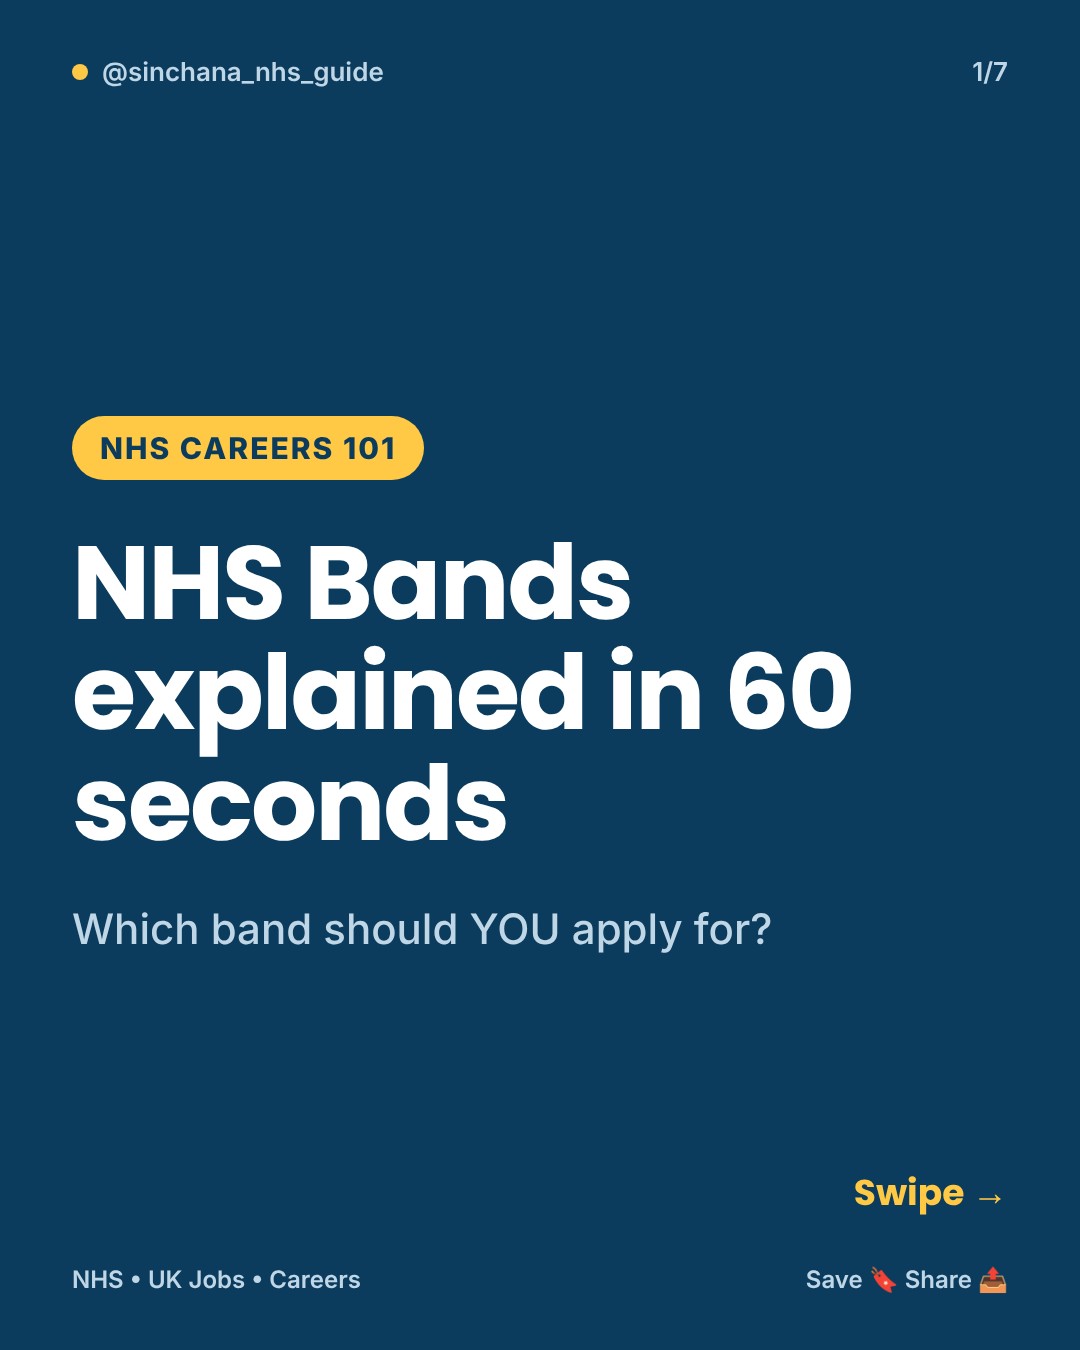 @sinchana_nhs_guide
1/7
NHS CAREERS 101
NHS Bands
explained in 60
seconds
Which band should YOU apply for?
Swipe →
NHS • UK Jobs • Careers
Save 🔖 Share 📤